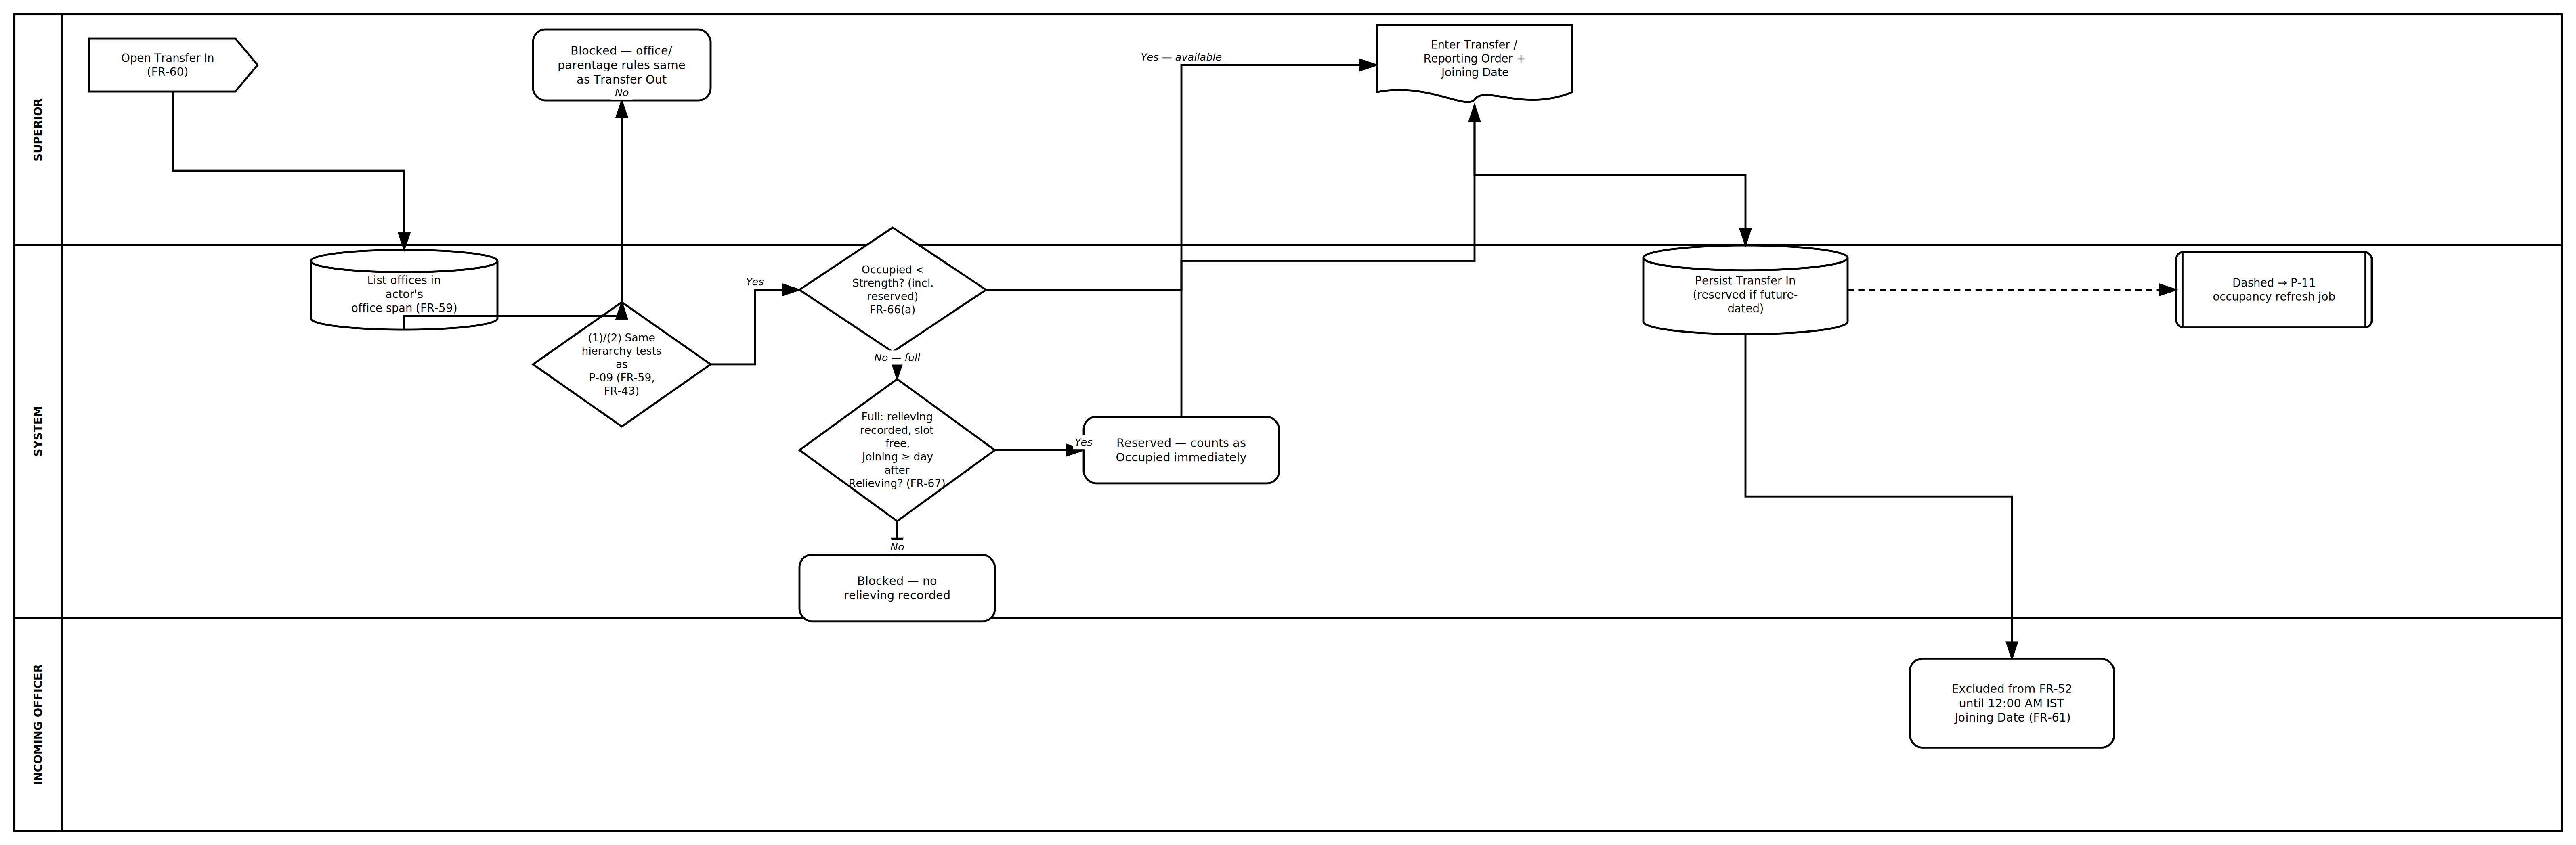 SUPERIOR
Open Transfer In
(FR-60)
Blocked — office/
parentage rules same
as Transfer Out
No
Yes — available
Enter Transfer /
Reporting Order +
Joining Date
SYSTEM
List offices in
actor's
office span (FR-59)
(1)/(2) Same
hierarchy tests
as
P-09 (FR-59,
FR-43)
Yes
Occupied <
Strength? (incl.
reserved)
FR-66(a)
No — full
Full: relieving
recorded, slot
free,
Joining ≥ day
after
Relieving? (FR-67)
Yes
Reserved — counts as
Occupied immediately
No
Blocked — no
relieving recorded
Persist Transfer In
(reserved if future-
dated)
Dashed → P-11
occupancy refresh job
INCOMING OFFICER
Excluded from FR-52
until 12:00 AM IST
Joining Date (FR-61)